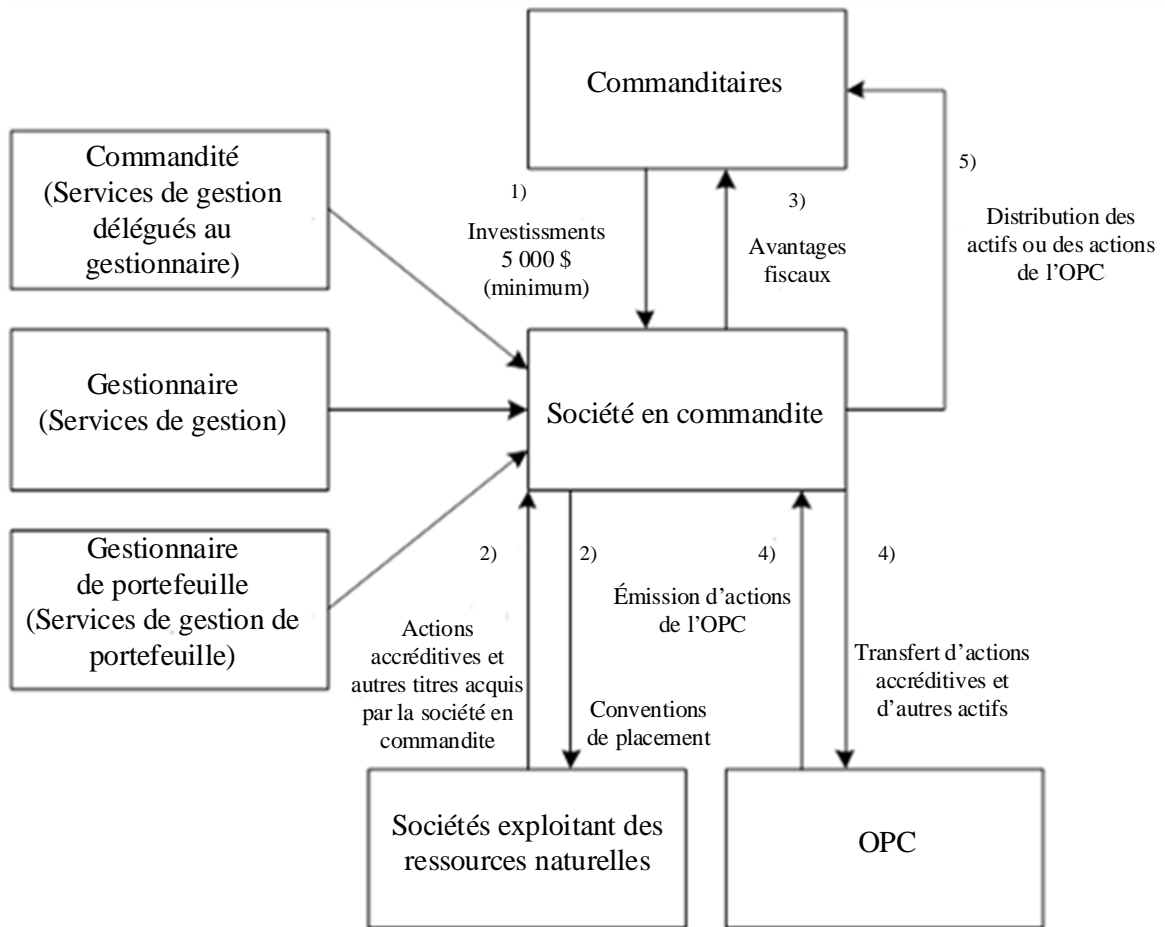 Commanditaires
Commandité
(Services de gestion
délégués au
gestionnaire)
1)
Investissments
5 000 $
(minimum)
3)
Avantages
fiscaux
5)
Distribution des
actifs ou des actions
de l’OPC
Gestionnaire
(Services de gestion)
Société en commandite
Gestionnaire
de portefeuille
(Services de gestion de
portefeuille)
2)
Actions
accréditives et
autres titres acquis
par la société en
commandite
2)
Conventions
de placement
4)
Émission d’actions
de l’OPC
4)
Transfert d’actions
accréditives et
d’autres actifs
Sociétés exploitant des
ressources naturelles
OPC